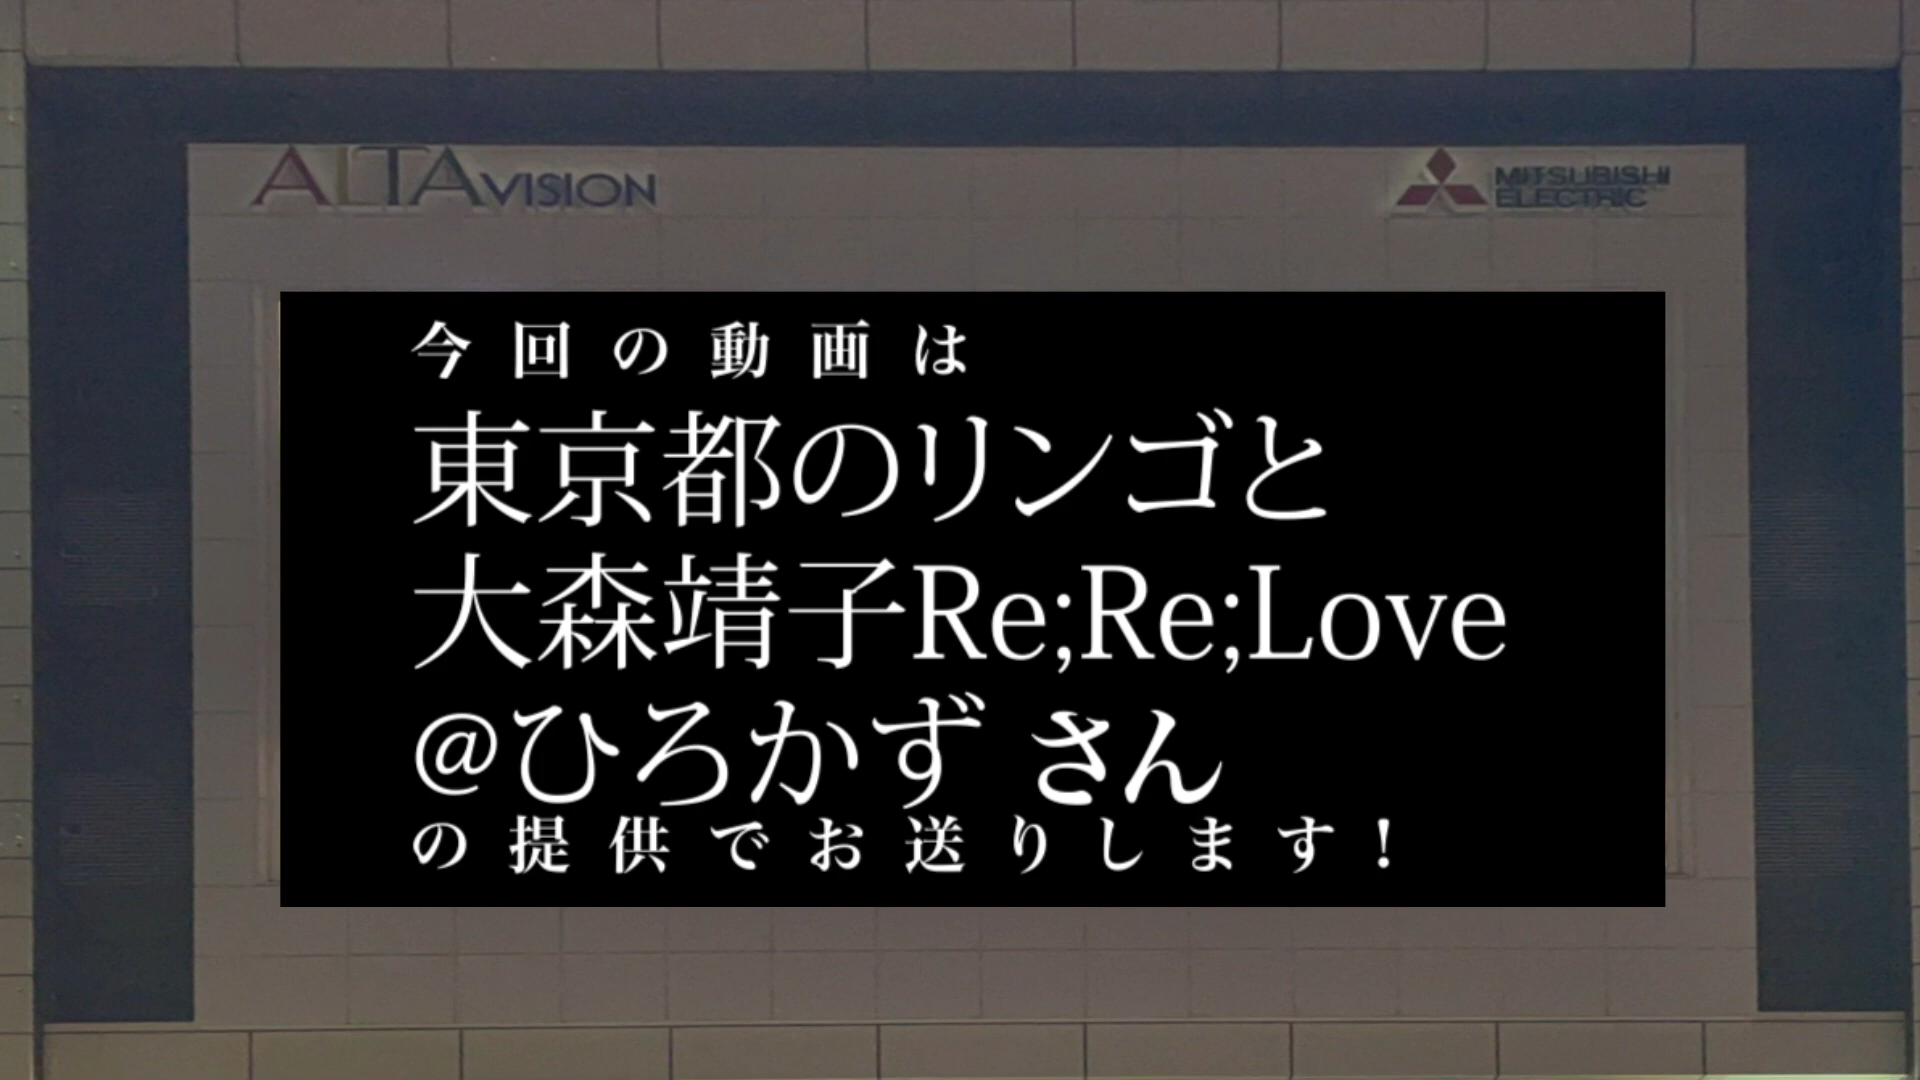 ALTA VISION
MITSUBISHI
ELECTRIC
今回の動画は
東京都のリンゴと
大森靖子Re;Re;Love
@ひろかず さん
の提供でお送りします!